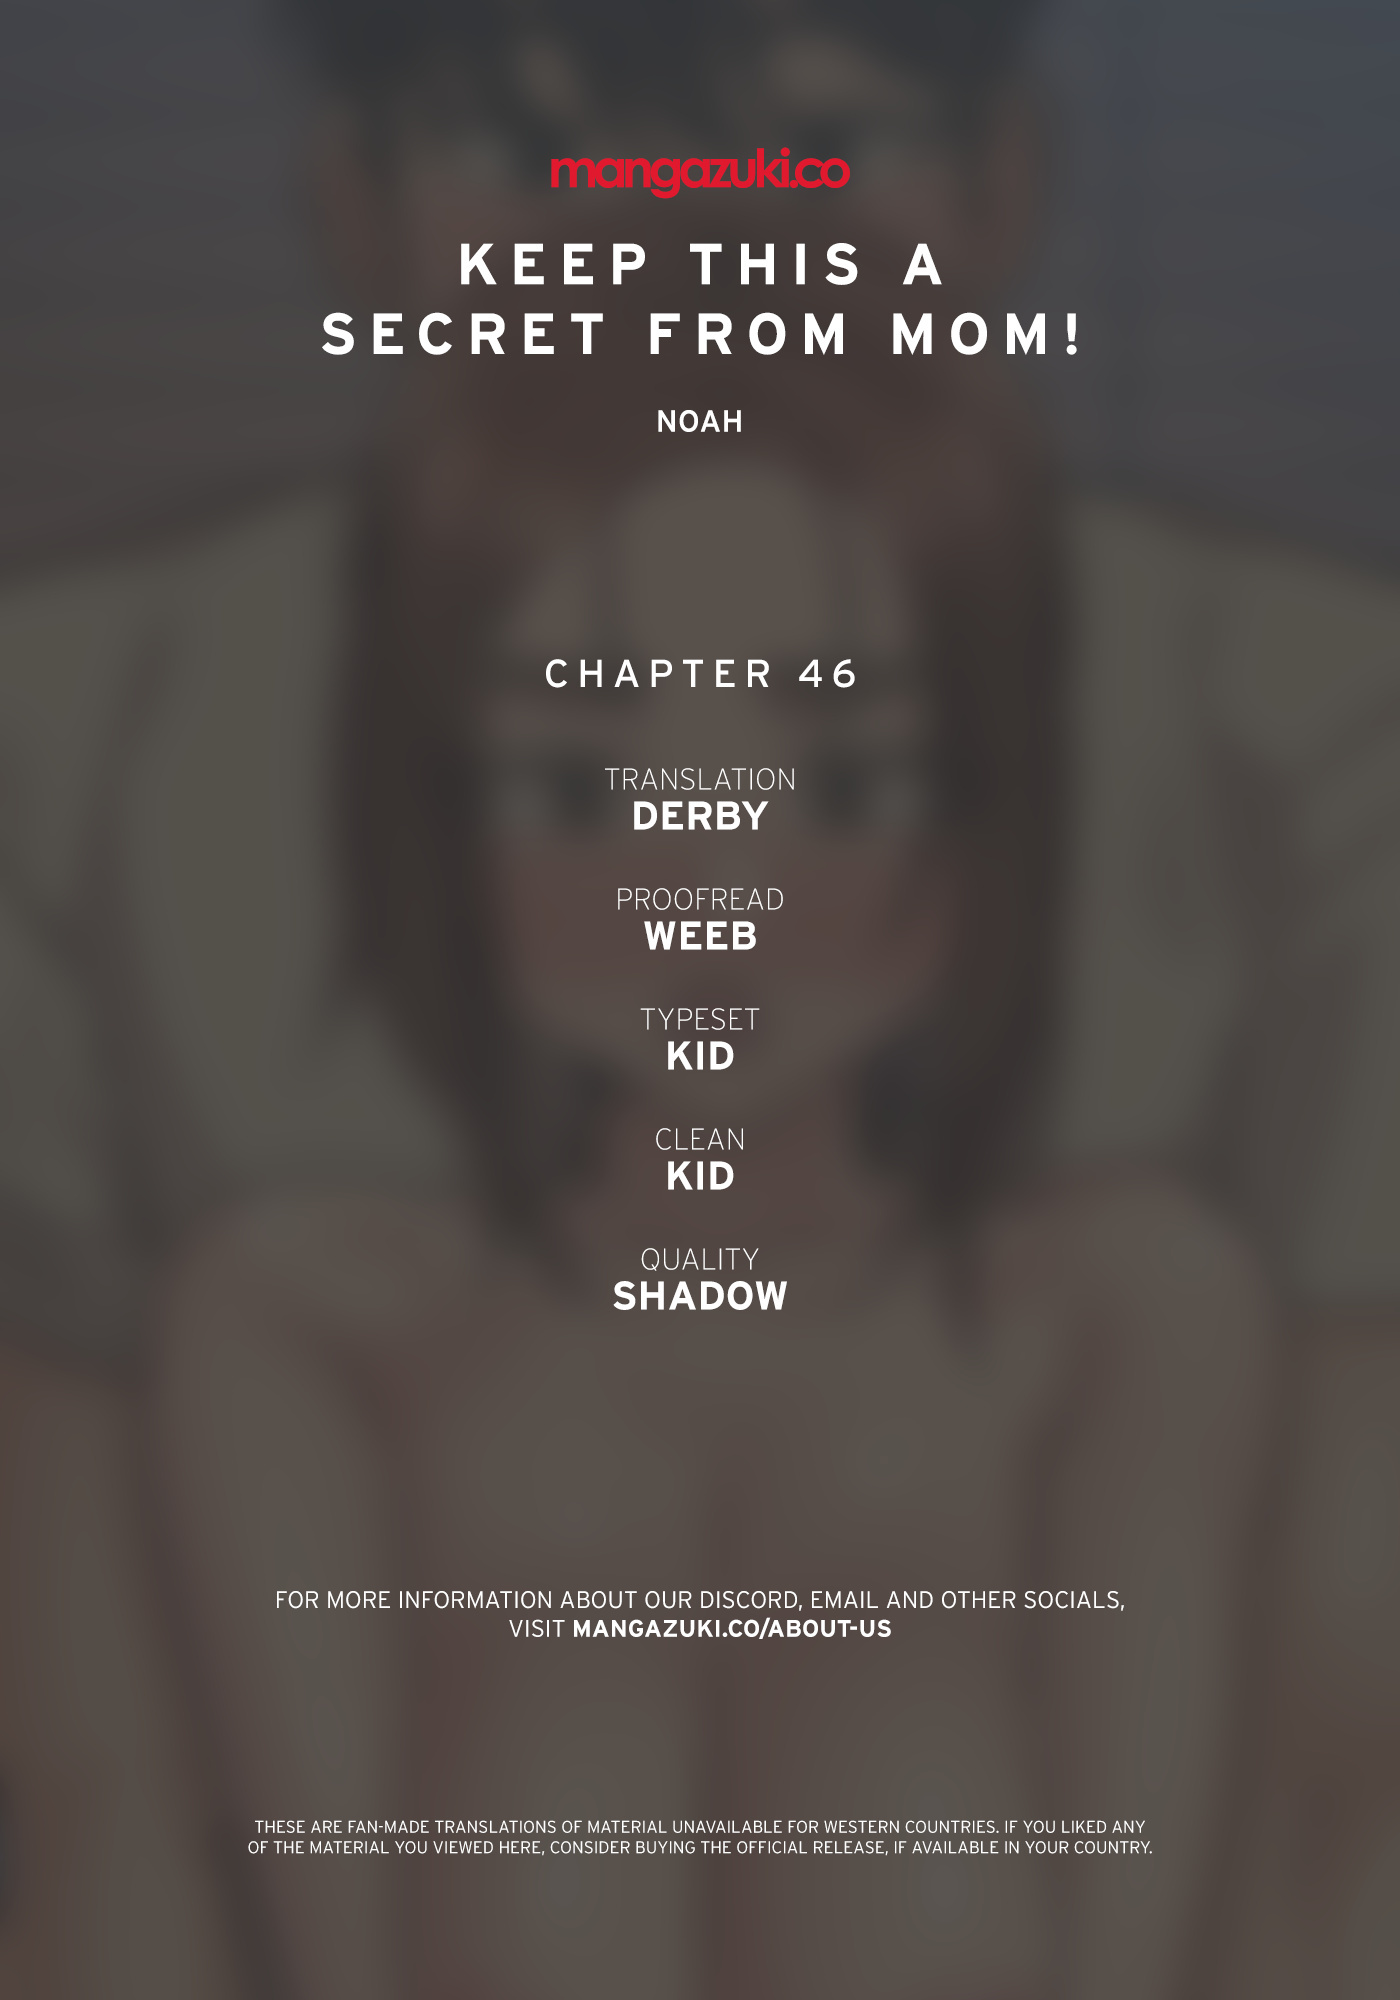 mangazuki.co
KEEP THIS A
SECRET FROM MOM!
NOAH
CHAPTER 46
TRANSLATION
DERBY
PROOFREAD
WEEB
TYPESET
KID
CLEAN
KID
QUALITY
SHADOW
FOR MORE INFORMATION ABOUT OUR DISCORD, EMAIL AND OTHER SOCIALS,
VISIT MANGAZUKI.CO/ABOUT-US
THESE ARE FAN-MADE TRANSLATIONS OF MATERIAL UNAVAILABLE FOR WESTERN COUNTRIES. IF YOU LIKED ANY
OF THE MATERIAL YOU VIEWED HERE, CONSIDER BUYING THE OFFICIAL RELEASE, IF AVAILABLE IN YOUR COUNTRY.